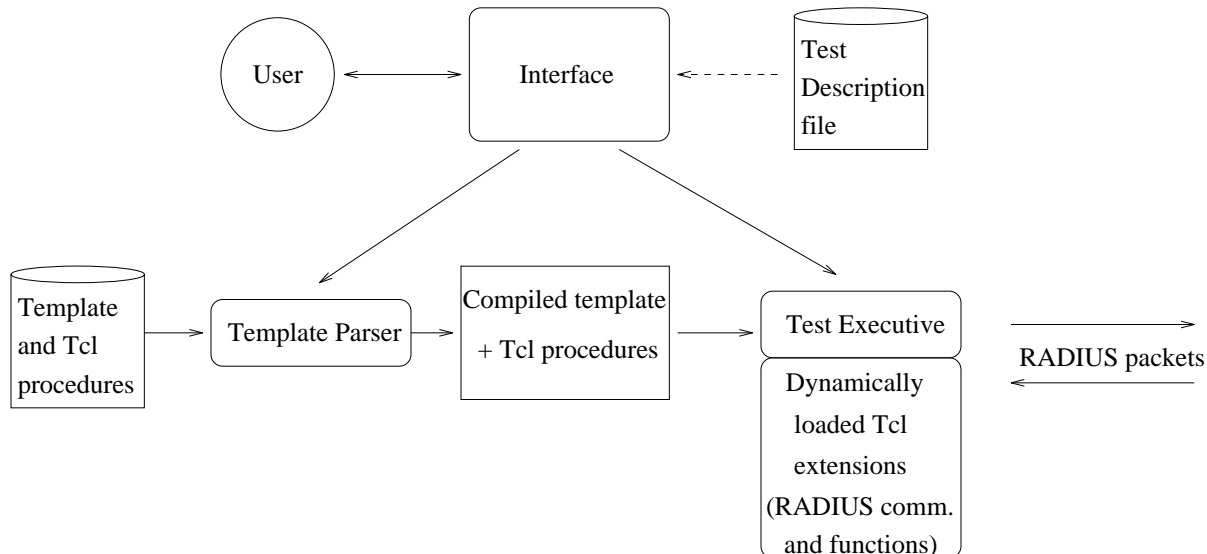 User
Interface
Test
Description
file
Template
and Tcl
procedures
Template Parser
Compiled template
+ Tcl procedures
Test Executive
Dynamically
loaded Tcl
extensions
(RADIUS comm.
and functions)
RADIUS packets